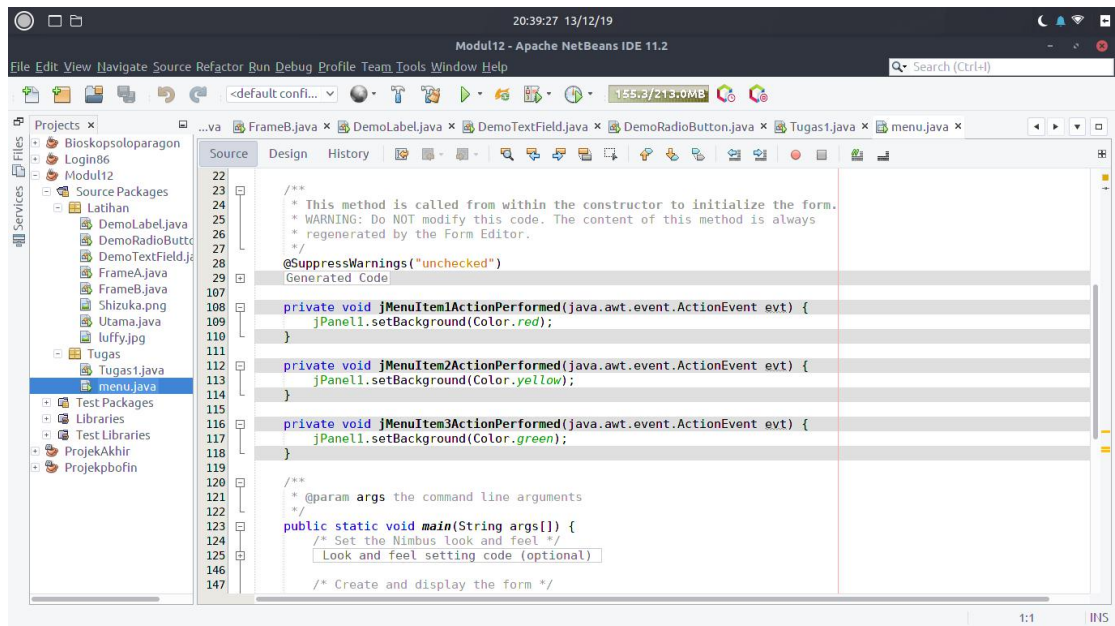 20:39:27 13/12/19
Modul12 - Apache NetBeans IDE 11.2
File Edit View Navigate Source Refactor Run Debug Profile Team Tools Window Help
Search (Ctrl+I)
<default confi...
155.3/213.0MB
Projects
...va FrameB.java DemoLabel.java DemoTextField.java DemoRadioButton.java Tugas1.java menu.java
Files
Services
Bioskopsoloparagon
Login86
Modul12
Source Packages
Latihan
DemoLabel.java
DemoRadioButto
DemoTextField.ja
FrameA.java
FrameB.java
Shizuka.png
Utama.java
luffy.jpg
Tugas
Tugas1.java
menu.java
Test Packages
Libraries
Test Libraries
ProjekAkhir
Projekpbofin
Source Design History
22
23 /**
24 * This method is called from within the constructor to initialize the form.
25 * WARNING: Do NOT modify this code. The content of this method is always
26 * regenerated by the Form Editor.
27 */
28 @SuppressWarnings("unchecked")
29 Generated Code
107
108 private void jMenuItem1ActionPerformed(java.awt.event.ActionEvent evt) {
109 jPanel1.setBackground(Color.red);
110 }
111
112 private void jMenuItem2ActionPerformed(java.awt.event.ActionEvent evt) {
113 jPanel1.setBackground(Color.yellow);
114 }
115
116 private void jMenuItem3ActionPerformed(java.awt.event.ActionEvent evt) {
117 jPanel1.setBackground(Color.green);
118 }
119
120 /**
121 * @param args the command line arguments
122 */
123 public static void main(String args[]) {
124 /* Set the Nimbus look and feel */
125 Look and feel setting code (optional)
146
147 /* Create and display the form */
1:1 INS